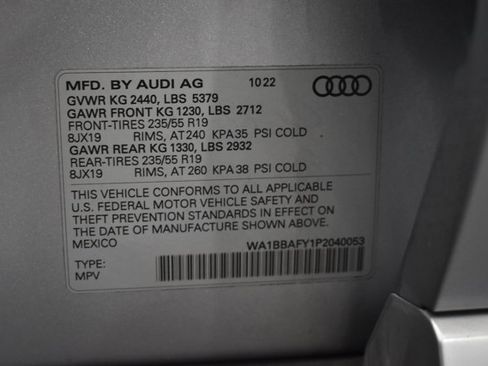 MFD. BY AUDI AG 10 22
GVWR KG 2440, LBS 5379
GAWR FRONT KG 1230, LBS 2712
FRONT-TIRES 235/55 R19
8JX19 RIMS, AT 240 KPA 35 PSI COLD
GAWR REAR KG 1330, LBS 2932
REAR-TIRES 235/55 R19
8JX19 RIMS, AT 260 KPA 38 PSI COLD
THIS VEHICLE CONFORMS TO ALL APPLICABLE
U.S. FEDERAL MOTOR VEHICLE SAFETY AND
THEFT PREVENTION STANDARDS IN EFFECT ON
THE DATE OF MANUFACTURE SHOWN ABOVE.
MEXICO WA1BBAFY1P2040053
TYPE:
MPV